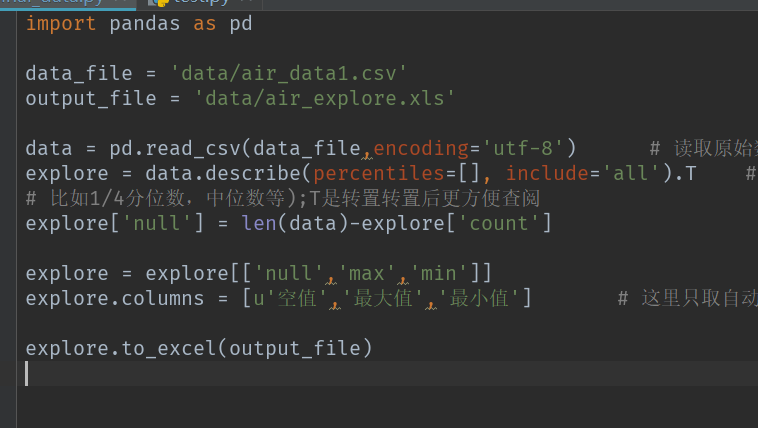 test.py
import pandas as pd
data_file = 'data/air_data1.csv'
output_file = 'data/air_explore.xls'
data = pd.read_csv(data_file,encoding='utf-8')      # 读取原始
explore = data.describe(percentiles=[], include='all').T    #
# 比如1/4分位数，中位数等);T是转置转置后更方便查阅
explore['null'] = len(data)-explore['count']
explore = explore[['null','max','min']]
explore.columns = [u'空值','最大值','最小值']       # 这里只取自动
explore.to_excel(output_file)